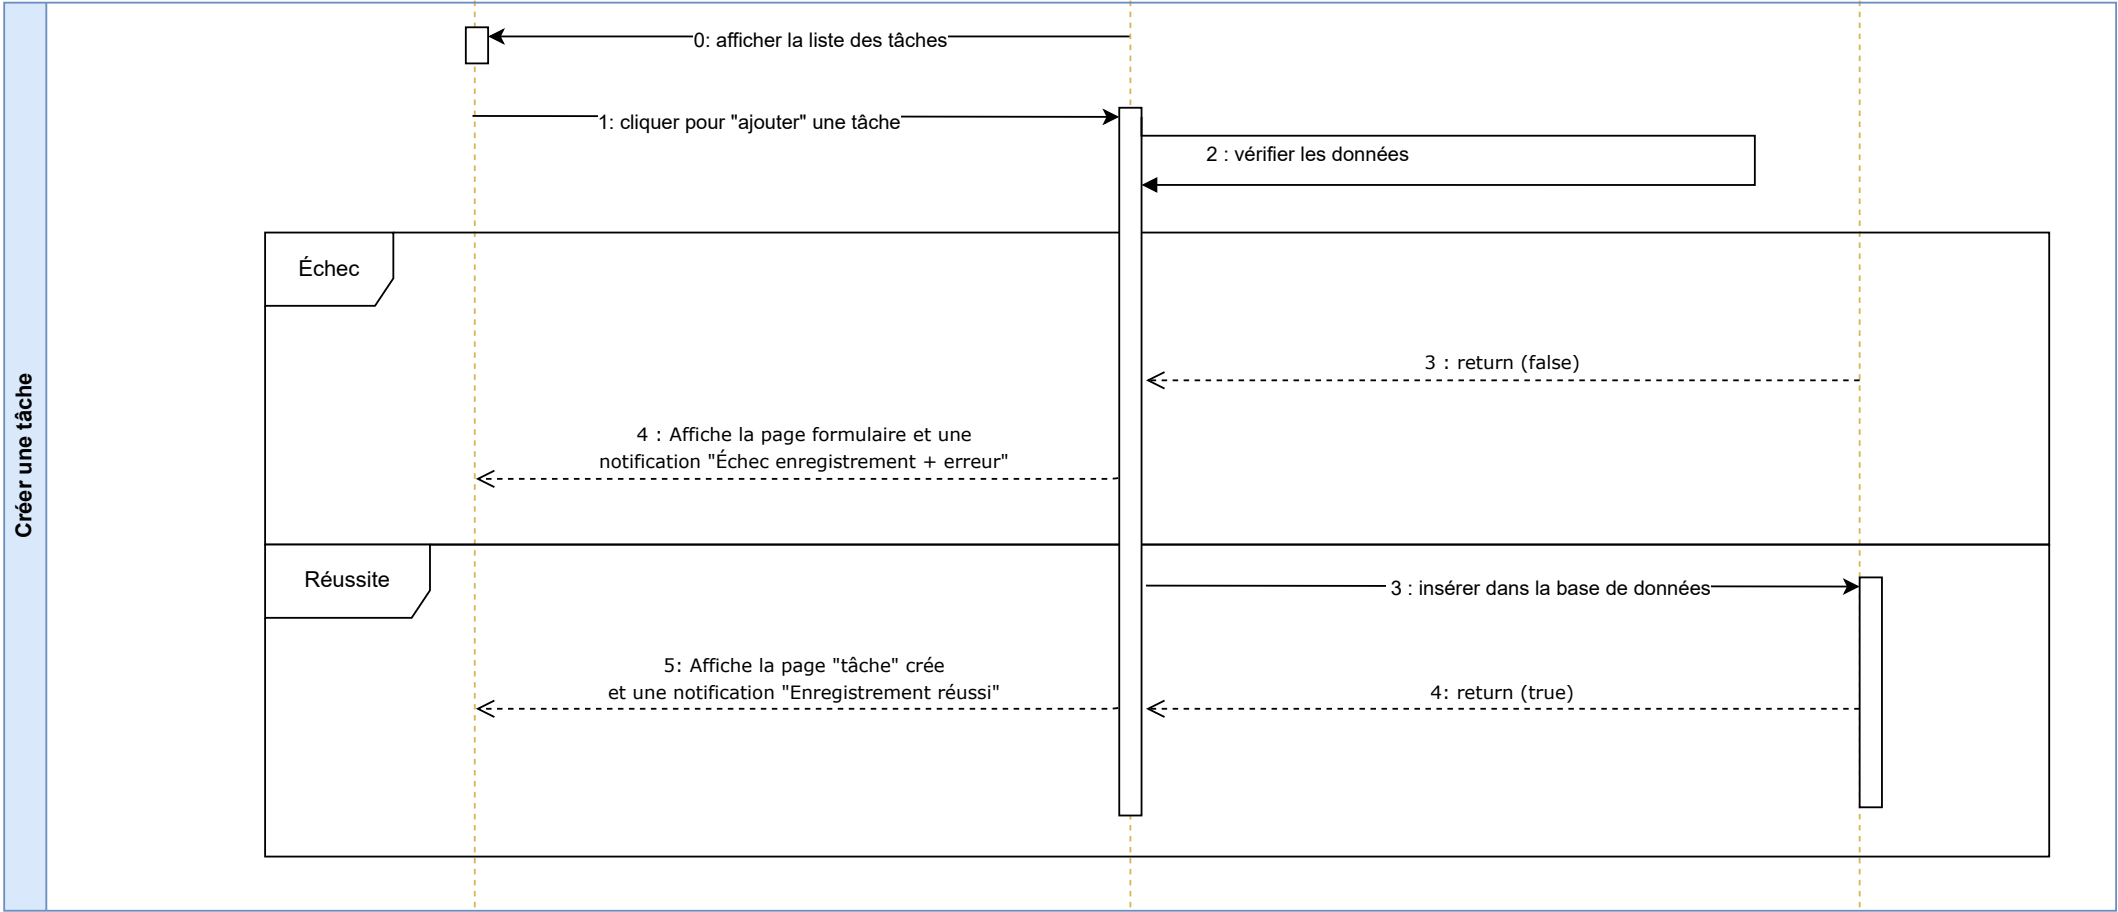 Créer une tâche
0: afficher la liste des tâches
1: cliquer pour "ajouter" une tâche
2 : vérifier les données
Échec
3 : return (false)
4 : Affiche la page formulaire et une
notification "Échec enregistrement + erreur"
Réussite
3 : insérer dans la base de données
5: Affiche la page "tâche" crée
et une notification "Enregistrement réussi"
4: return (true)